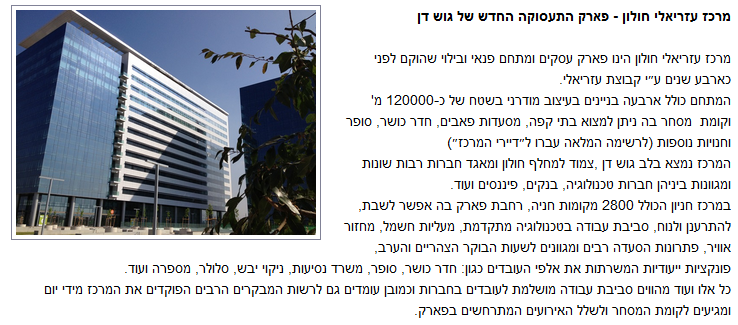 מרכז עזריאלי חולון - פארק התעסוקה החדש של גוש דן
מרכז עזריאלי חולון הינו פארק עסקים ומתחם פנאי ובילוי שהוקם לפני
כארבע שנים ע״י קבוצת עזריאלי.
המתחם כולל ארבעה בניינים בעיצוב מודרני בשטח של כ-120000 מ'
וקומת מסחר בה ניתן למצוא בתי קפה, מסעדות פאבים, חדר כושר, סופר
וחנויות נוספות (לרשימה המלאה עברו ל״דיירי המרכז״)
המרכז נמצא בלב גוש דן ,צמוד למחלף חולון ומאגד חברות רבות שונות
ומגוונות ביניהן חברות טכנולוגיה, בנקים, פיננסים ועוד.
במרכז חניון הכולל 2800 מקומות חניה, רחבת פארק בה אפשר לשבת,
להתרענן ולנוח, סביבת עבודה בטכנולוגיה מתקדמת, מעליות חשמל, מחזור
אוויר, פתרונות הסעדה רבים ומגוונים לשעות הבוקר הצהריים והערב,
פונקציות ייעודיות המשרתות את אלפי העובדים כגון: חדר כושר, סופר, משרד נסיעות, ניקוי יבש, סלולר, מספרה ועוד.
כל אלו ועוד מהווים סביבת עבודה מושלמת לעובדים בחברות וכמובן עומדים גם לרשות המבקרים הרבים הפוקדים את המרכז מידי יום
ומגיעים לקומת המסחר ולשלל האירועים המתרחשים בפארק.